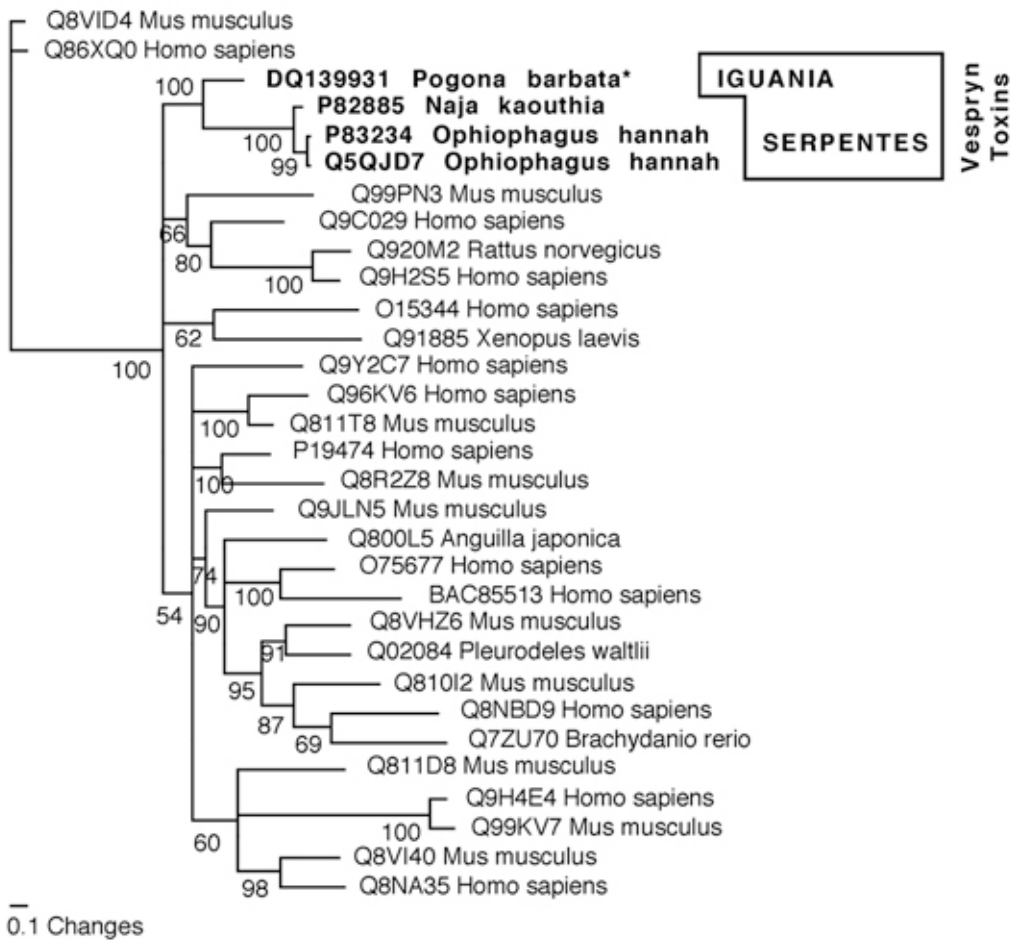 Q8VID4 Mus musculus
Q86XQ0 Homo sapiens
100
DQ139931 Pogona barbata*
P82885 Naja kaouthia
100
P83234 Ophiophagus hannah
99
Q5QJD7 Ophiophagus hannah
IGUANIA
SERPENTES
Vespryn
Toxins
Q99PN3 Mus musculus
66
Q9C029 Homo sapiens
80
Q920M2 Rattus norvegicus
100
Q9H2S5 Homo sapiens
O15344 Homo sapiens
62
Q91885 Xenopus laevis
100
Q9Y2C7 Homo sapiens
Q96KV6 Homo sapiens
100
Q811T8 Mus musculus
P19474 Homo sapiens
100
Q8R2Z8 Mus musculus
Q9JLN5 Mus musculus
Q800L5 Anguilla japonica
74
O75677 Homo sapiens
100
BAC85513 Homo sapiens
54
90
Q8VHZ6 Mus musculus
91
Q02084 Pleurodeles waltlii
95
Q810I2 Mus musculus
87
Q8NBD9 Homo sapiens
69
Q7ZU70 Brachydanio rerio
Q811D8 Mus musculus
Q9H4E4 Homo sapiens
100
Q99KV7 Mus musculus
60
Q8VI40 Mus musculus
98
Q8NA35 Homo sapiens
0.1 Changes